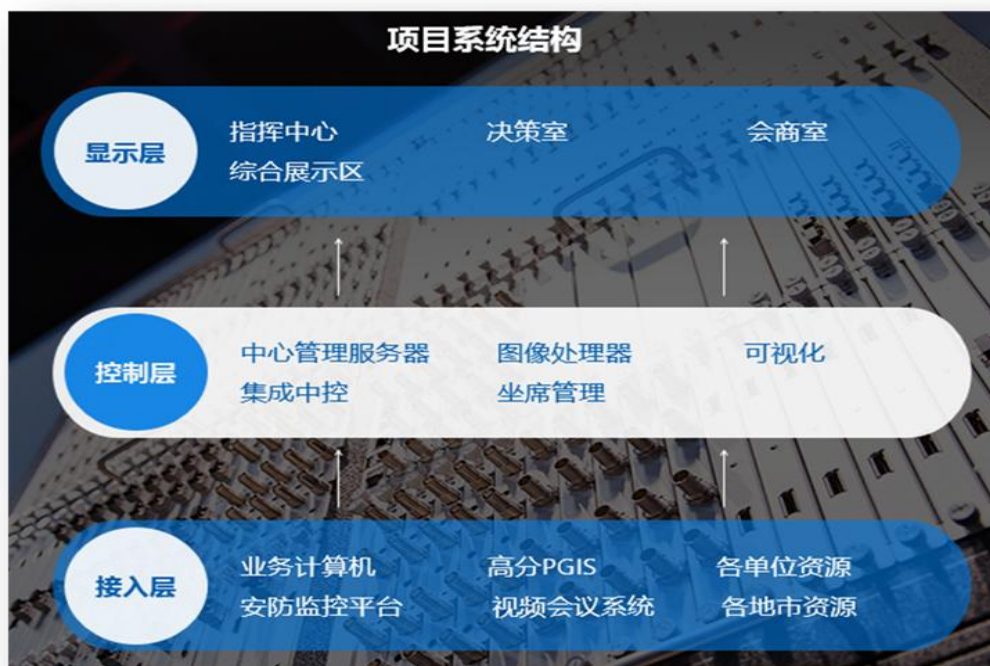 项目系统结构
显示层
指挥中心 决策室 会商室
综合展示区
控制层
中心管理服务器 图像处理器 可视化
集成中控 坐席管理
接入层
业务计算机 高分PGIS 各单位资源
安防监控平台 视频会议系统 各地市资源